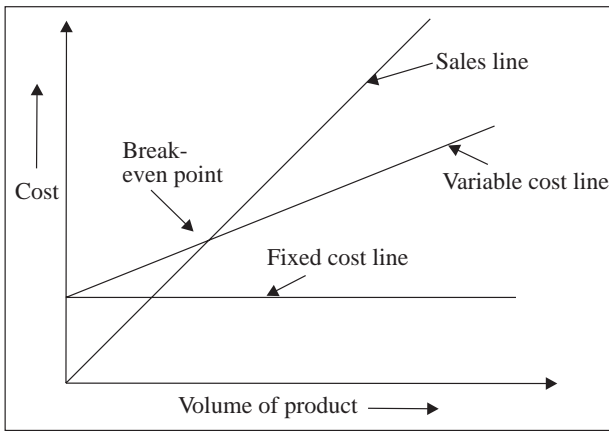 Sales line
Break-
even point
Variable cost line
Cost
Fixed cost line
Volume of product